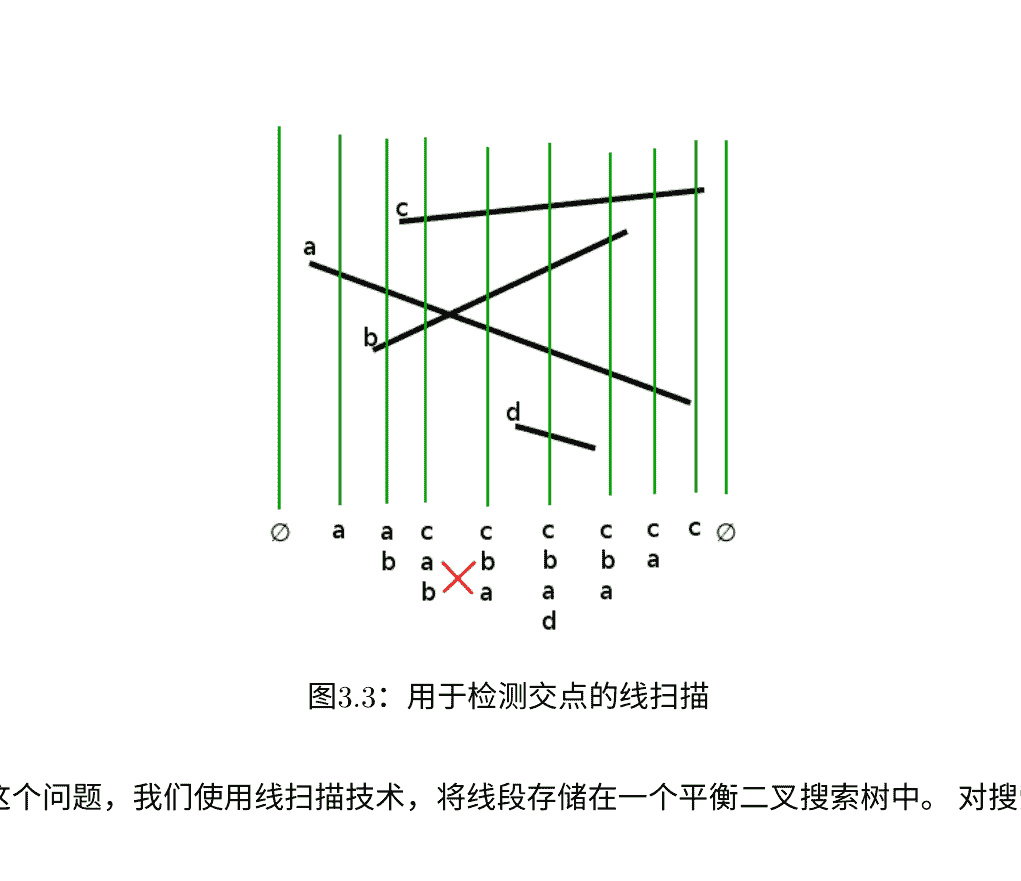 c
a
b
d
∅ a a c c c c c c ∅
b a b b b a
b a a a
d
图3.3：用于检测交点的线扫描
这个问题，我们使用线扫描技术，将线段存储在一个平衡二叉搜索树中。 对搜